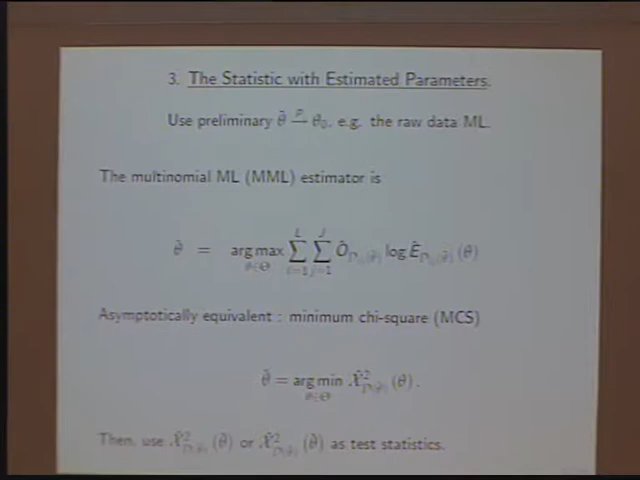 3. The Statistic with Estimated Parameters.
Use preliminary θ̃ →ᵖ θ₀, e.g. the raw data ML.
The multinomial ML (MML) estimator is
= arg max θ∈Θ ∑ ∑ Ô log Ê (θ)
Asymptotically equivalent : minimum chi-square (MCS)
= arg min θ∈Θ X̂² (θ).
Then, use X̂² or X̂² as test statistics.